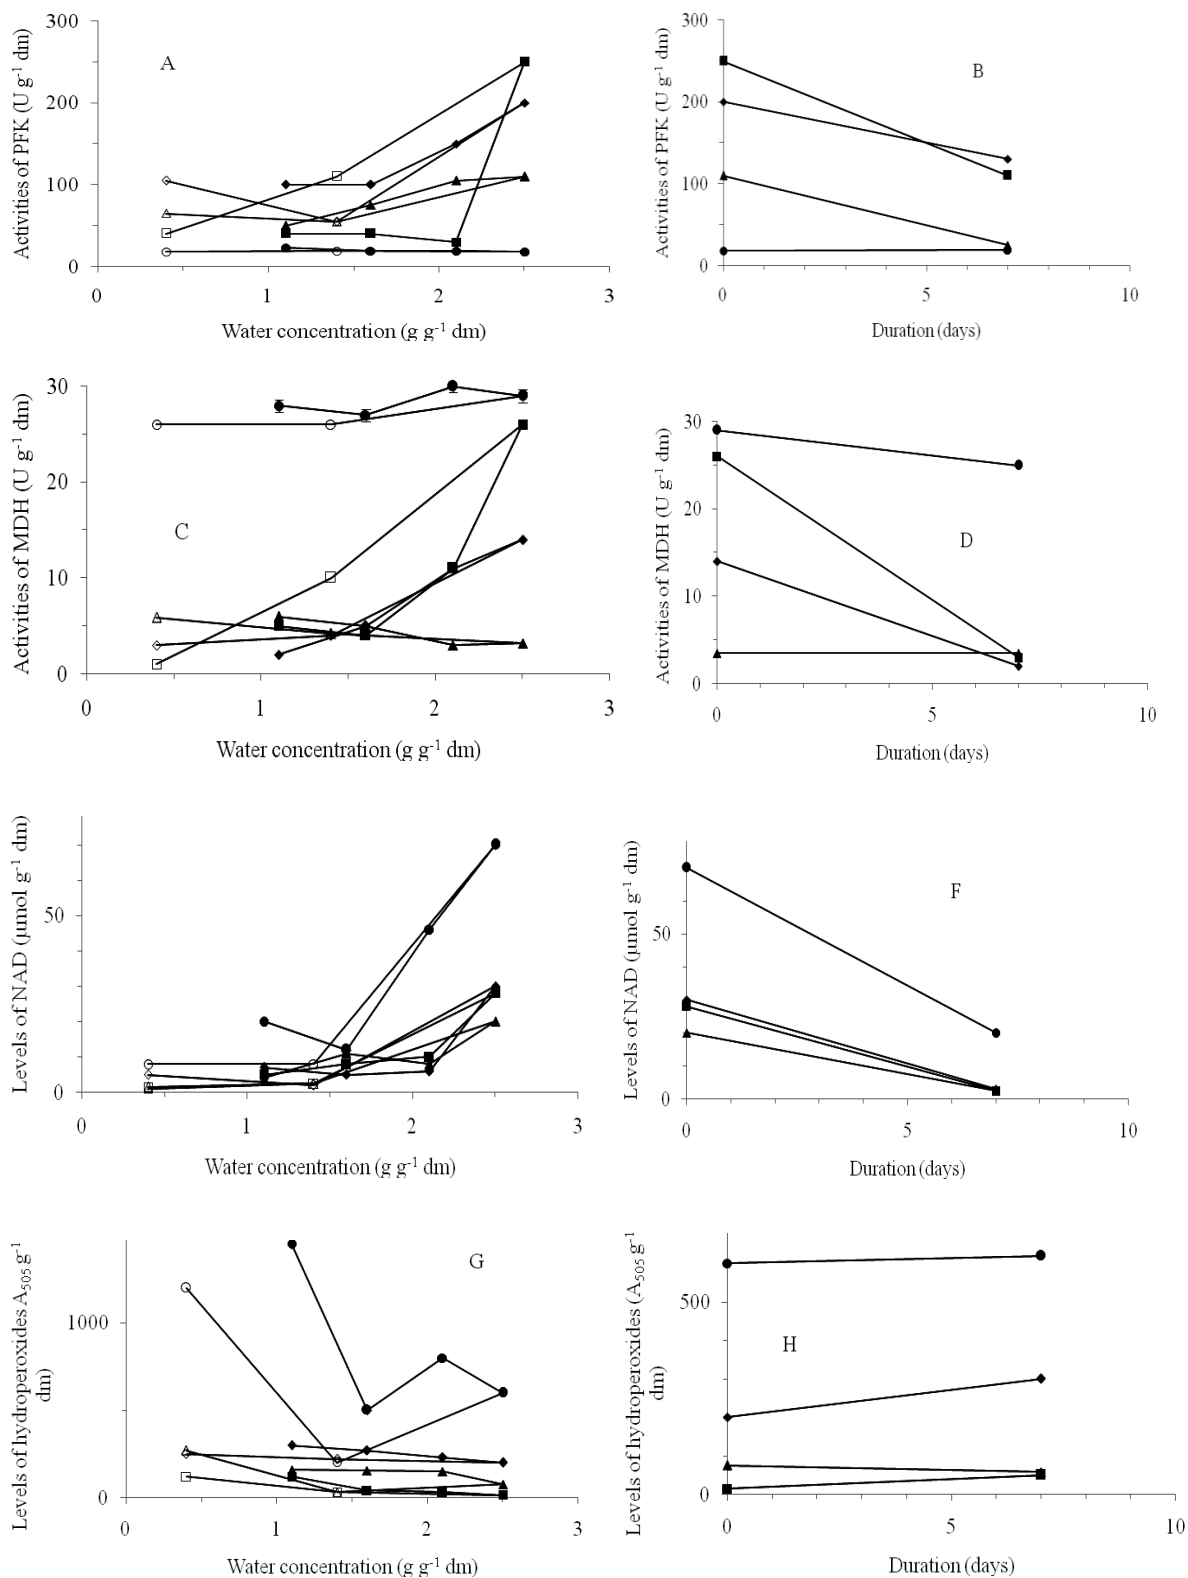 A
Activities of PFK (U g⁻¹ dm)
300
200
100
0
0 1 2 3
Water concentration (g g⁻¹ dm)
B
Activities of PFK (U g⁻¹ dm)
300
200
100
0
0 5 10
Duration (days)
C
Activities of MDH (U g⁻¹ dm)
30
20
10
0
0 1 2 3
Water concentration (g g⁻¹ dm)
D
Activities of MDH (U g⁻¹ dm)
30
20
10
0
0 5 10
Duration (days)
Levels of NAD (µmol g⁻¹ dm)
50
0
0 1 2 3
Water concentration (g g⁻¹ dm)
F
Levels of NAD (µmol g⁻¹ dm)
50
0
0 5 10
Duration (days)
G
Levels of hydroperoxides A₅₀₅ g⁻¹
dm)
1000
0
0 1 2 3
Water concentration (g g⁻¹ dm)
H
Levels of hydroperoxides (A₅₀₅ g⁻¹
dm)
500
0
0 5 10
Duration (days)